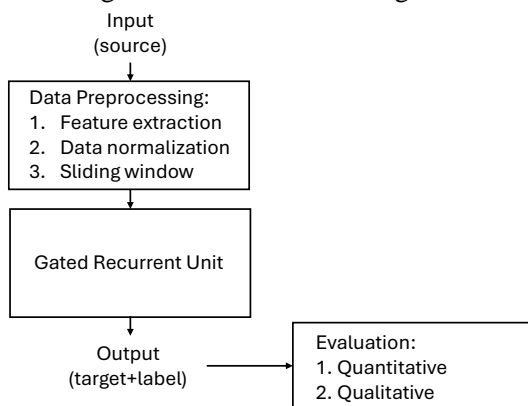 Input
(source)
Data Preprocessing:
1. Feature extraction
2. Data normalization
3. Sliding window
Gated Recurrent Unit
Output
(target+label)
Evaluation:
1. Quantitative
2. Qualitative